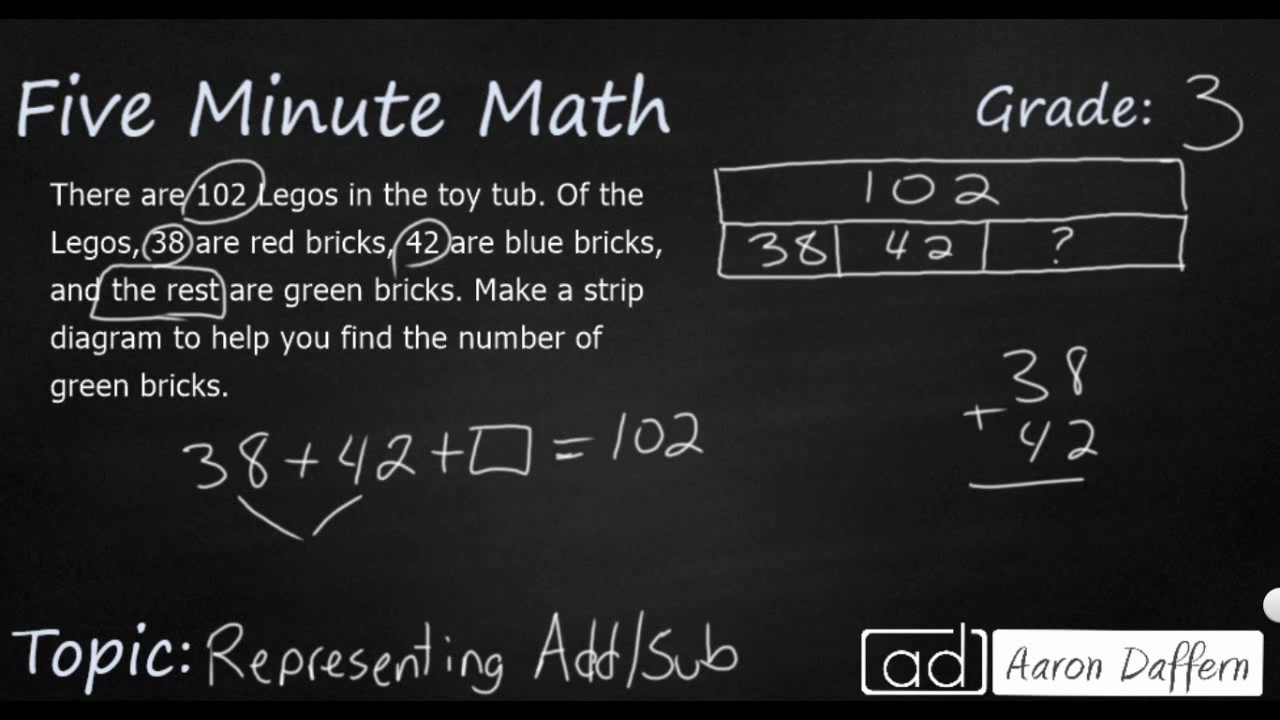 Five Minute Math
Grade: 3
There are 102 Legos in the toy tub. Of the
Legos, 38 are red bricks, 42 are blue bricks,
and the rest are green bricks. Make a strip
diagram to help you find the number of
green bricks.
102
38 42 ?
38 + 42 + □ = 102
38
+ 42
Topic: Representing Add/Sub
ad Aaron Daffern